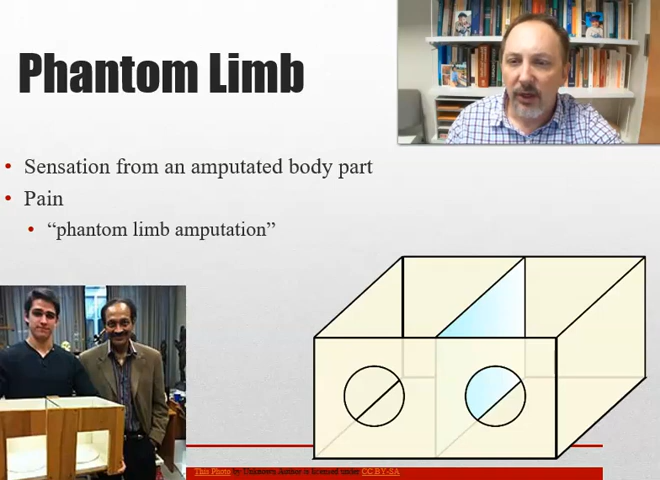 Phantom Limb
• Sensation from an amputated body part
• Pain
• “phantom limb amputation”
This Photo by Unknown Author is licensed under CC BY-SA